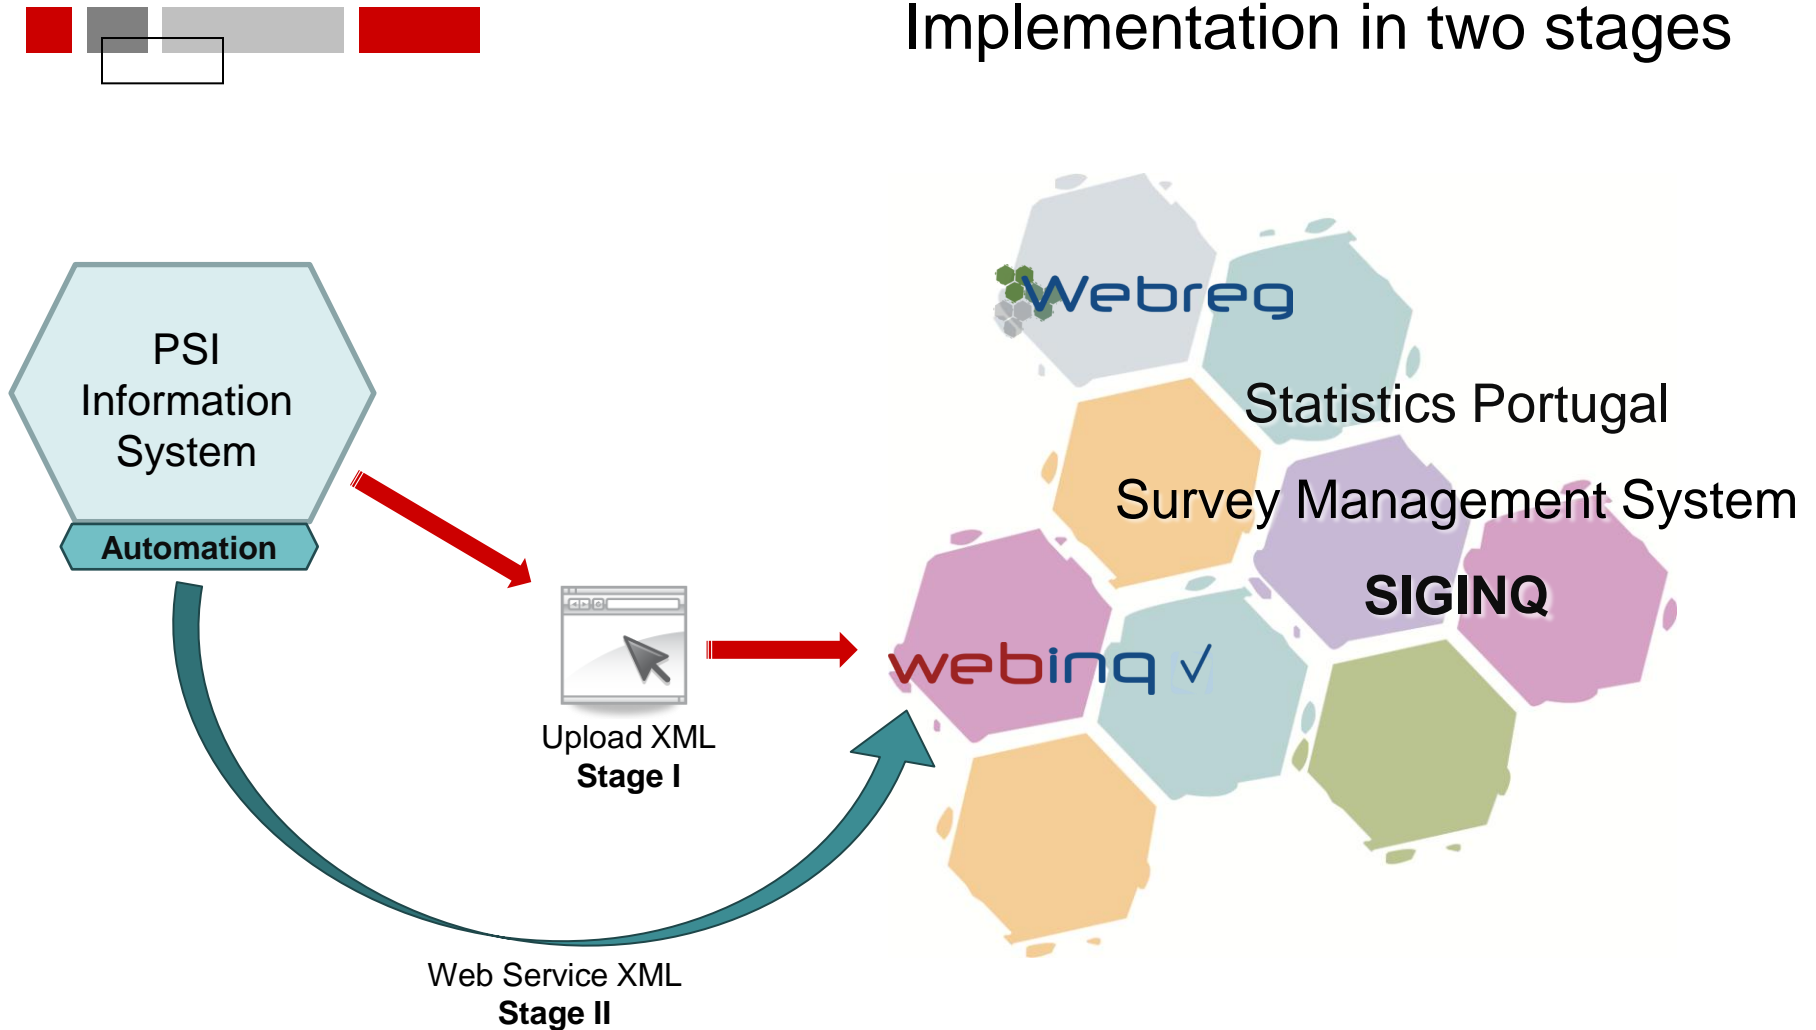 Implementation in two stages
Webreg
PSI
Information
System
Automation
Statistics Portugal
Survey Management System
SIGINQ
webinq
Upload XML
Stage I
Web Service XML
Stage II